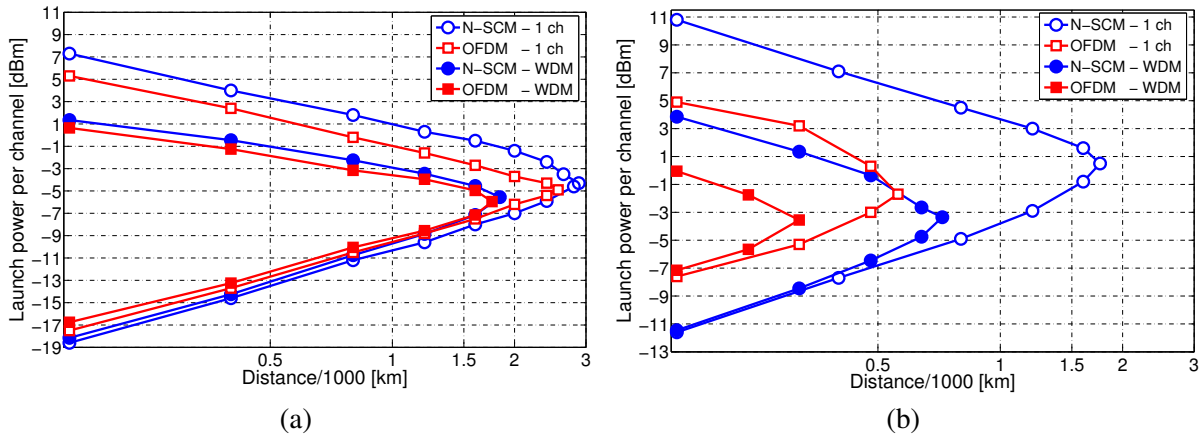 11
9
7
5
3
1
−1
−3
−5
−7
−9
−11
−13
−15
−17
−19
Launch power per channel [dBm]
N−SCM − 1 ch
OFDM − 1 ch
N−SCM − WDM
OFDM − WDM
0.5 1 1.5 2 3
Distance/1000 [km]
(a)
11
9
7
5
3
1
−1
−3
−5
−7
−9
−11
−13
Launch power per channel [dBm]
N−SCM − 1 ch
OFDM − 1 ch
N−SCM − WDM
OFDM − WDM
0.5 1 1.5 2 3
Distance/1000 [km]
(b)